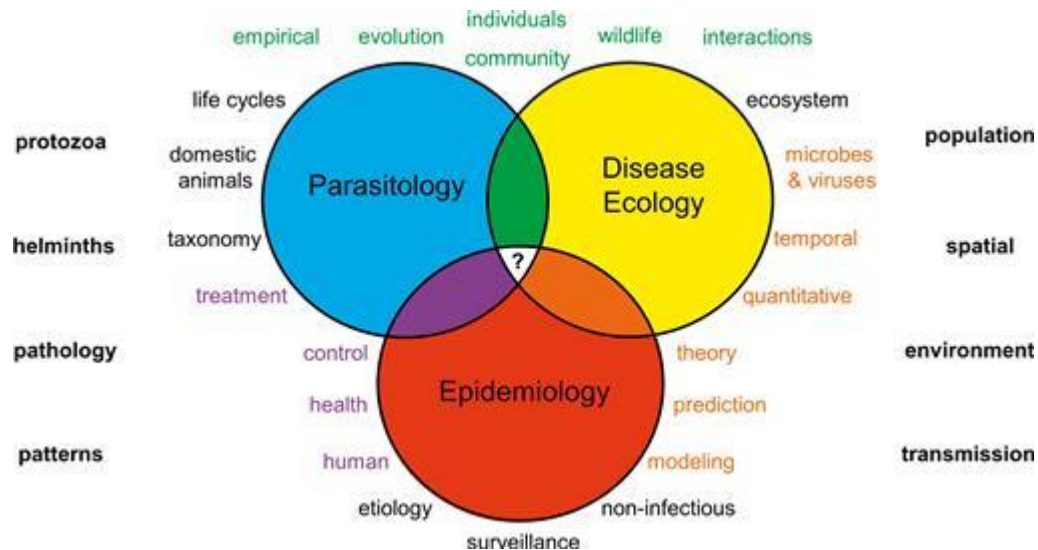 individuals
empirical
evolution
wildlife
interactions
community
life cycles
ecosystem
protozoa
population
domestic
animals
microbes
& viruses
Parasitology
Disease
Ecology
taxonomy
temporal
helminths
spatial
?
treatment
quantitative
pathology
control
theory
environment
Epidemiology
health
prediction
patterns
human
modeling
transmission
etiology
non-infectious
surveillance